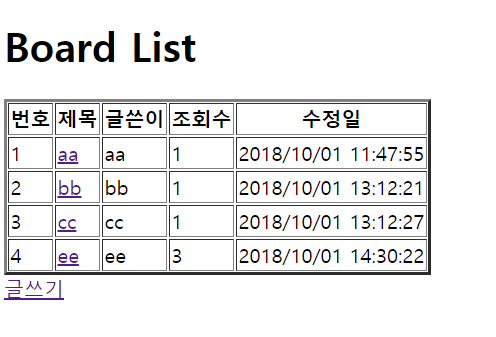 Board List
번호 제목 글쓴이 조회수 수정일
1 aa aa 1 2018/10/01 11:47:55
2 bb bb 1 2018/10/01 13:12:21
3 cc cc 1 2018/10/01 13:12:27
4 ee ee 3 2018/10/01 14:30:22
글쓰기